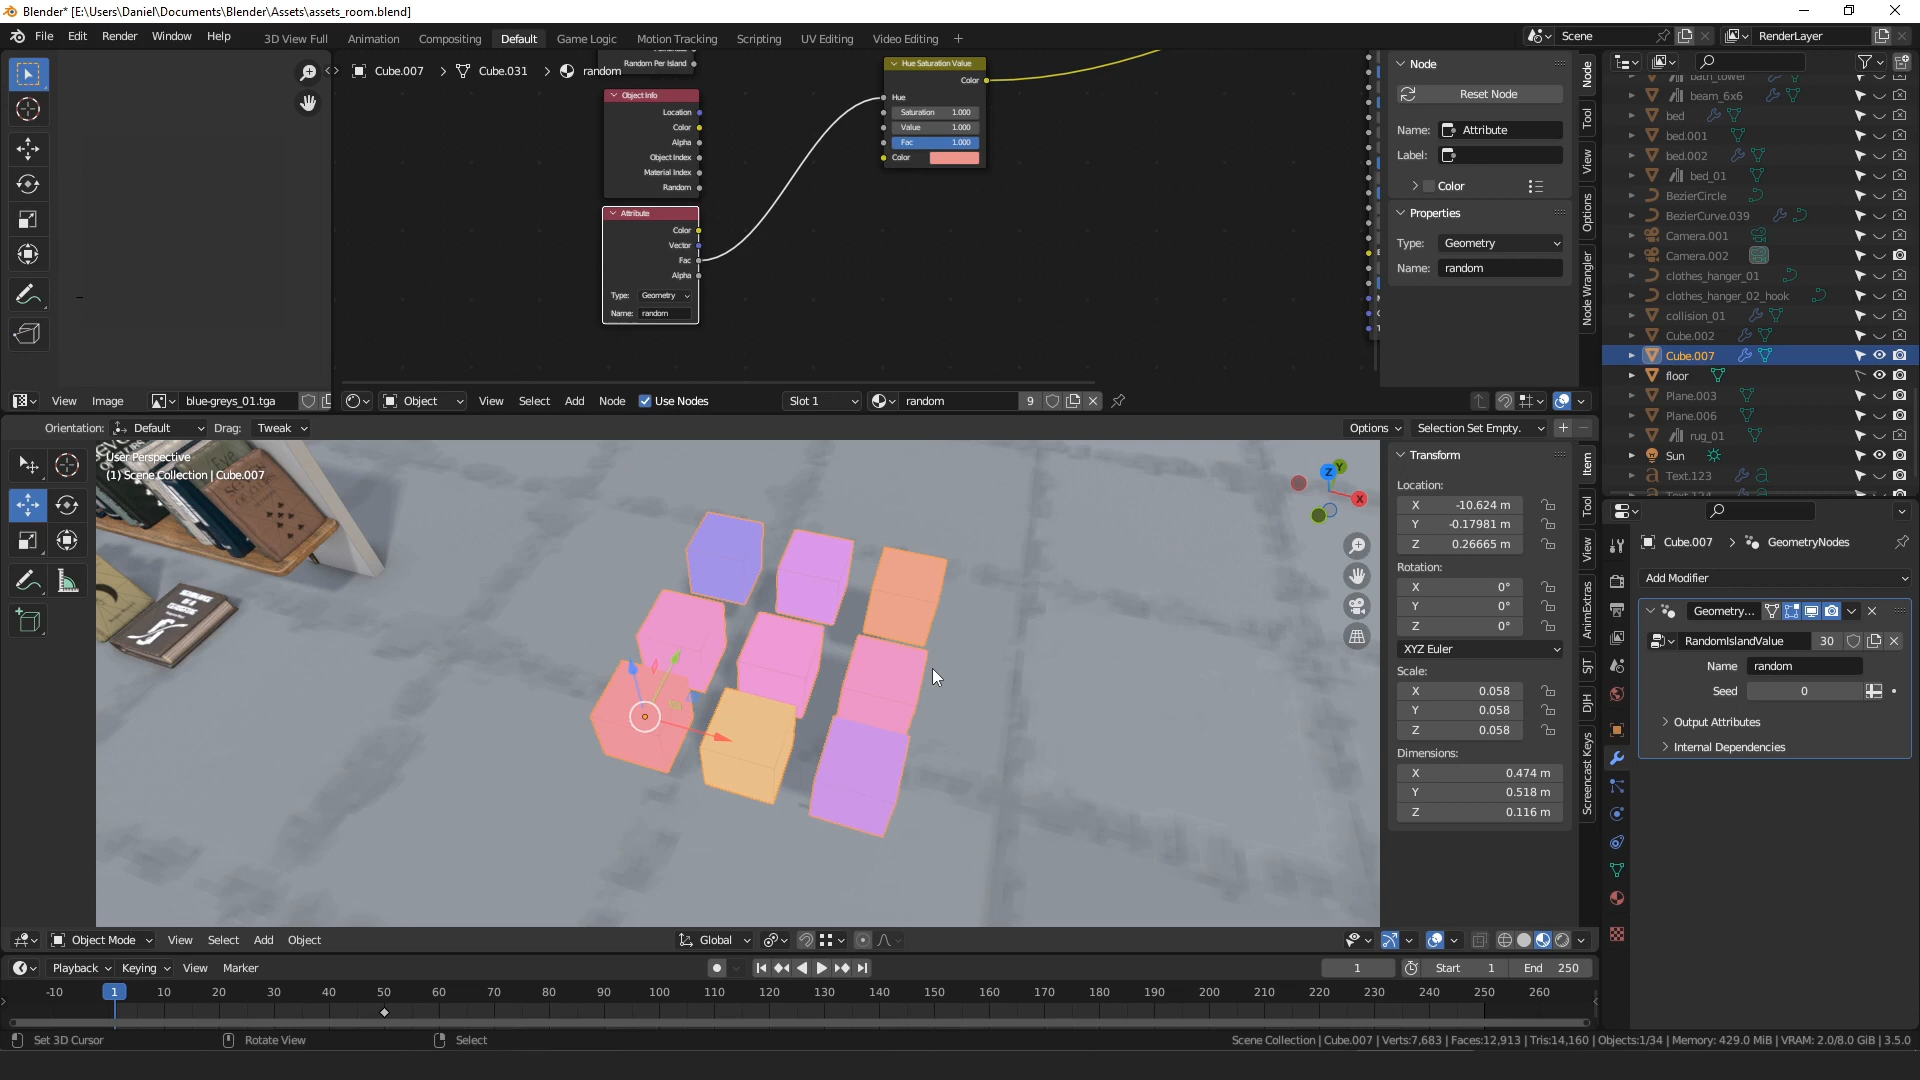 Blender* [E:\Users\Daniel\Documents\Blender\Assets\assets_room.blend]
File Edit Render Window Help 3D View Full Animation Compositing Default Game Logic Motion Tracking Scripting UV Editing Video Editing +
Scene RenderLayer
Random Per Island
Cube.007 > Cube.031 > random
Object Info
Location
Color
Alpha
Object Index
Material Index
Random
Attribute
Color
Vector
Fac
Alpha
Type: Geometry
Name: random
Hue Saturation Value
Color
Hue
Saturation 1.000
Value 1.000
Fac 1.000
Color
Node
Reset Node
Name: Attribute
Label:
Color
Properties
Type: Geometry
Name: random
Node
Tool
View
Options
Node Wrangler
bath_towel
beam_6x6
bed
bed.001
bed.002
bed_01
BezierCircle
BezierCurve.039
Camera.001
Camera.002
clothes_hanger_01
clothes_hanger_02_hook
collision_01
Cube.002
Cube.007
floor
Plane.003
Plane.006
rug_01
Sun
Text.123
Text.124
View Image blue-greys_01.tga
Object View Select Add Node Use Nodes Slot 1 random 9
Orientation: Default Drag: Tweak Options Selection Set Empty.
User Perspective
(1) Scene Collection | Cube.007
Z Y X
Transform
Location:
X -10.624 m
Y -0.17981 m
Z 0.26665 m
Rotation:
X 0°
Y 0°
Z 0°
XYZ Euler
Scale:
X 0.058
Y 0.058
Z 0.058
Dimensions:
X 0.474 m
Y 0.518 m
Z 0.116 m
Item
Tool
View
AnimExtras
SJT
DJH
Screencast Keys
Cube.007 > GeometryNodes
Add Modifier
Geometry...
RandomIslandValue 30
Name random
Seed 0
Output Attributes
Internal Dependencies
Object Mode View Select Add Object Global
Playback Keying View Marker 1 Start 1 End 250
-10 1 10 20 30 40 50 60 70 80 90 100 110 120 130 140 150 160 170 180 190 200 210 220 230 240 250 260
Set 3D Cursor Rotate View Select Scene Collection | Cube.007 | Verts:7,683 | Faces:12,913 | Tris:14,160 | Objects:1/34 | Memory: 429.0 MiB | VRAM: 2.0/8.0 GiB | 3.5.0